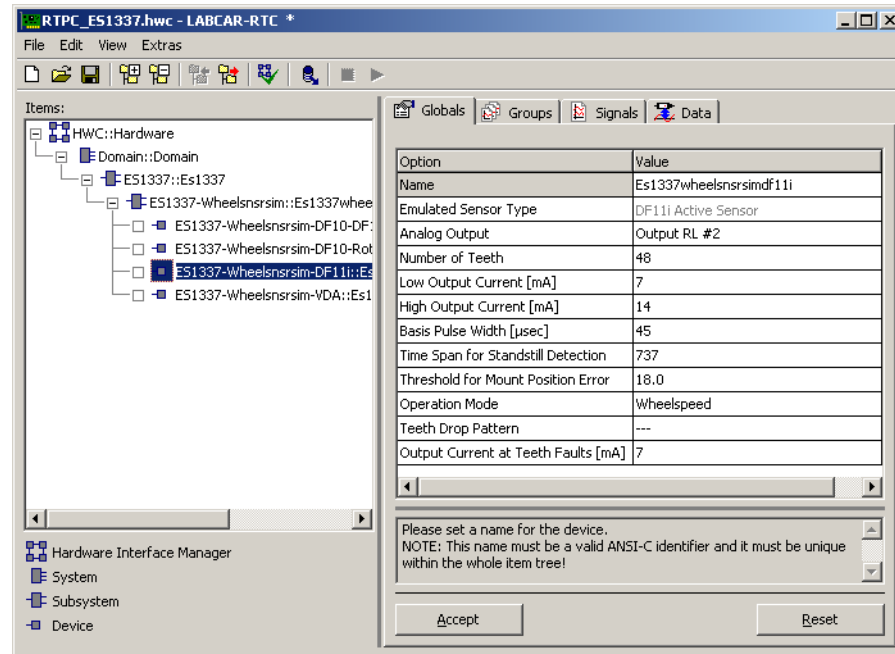 RTPC_ES1337.hwc - LABCAR-RTC *
File Edit View Extras
Items:
HWC::Hardware
Domain::Domain
ES1337::Es1337
ES1337-Wheelsnsrsim::Es1337whee
ES1337-Wheelsnsrsim-DF10-DF:
ES1337-Wheelsnsrsim-DF10-Rot
ES1337-Wheelsnsrsim-DF11i::Es
ES1337-Wheelsnsrsim-VDA::Es1
Hardware Interface Manager
System
Subsystem
Device
Globals Groups Signals Data
Option Value
Name Es1337wheelsnsrsimdf11i
Emulated Sensor Type DF11i Active Sensor
Analog Output Output RL #2
Number of Teeth 48
Low Output Current [mA] 7
High Output Current [mA] 14
Basis Pulse Width [µsec] 45
Time Span for Standstill Detection 737
Threshold for Mount Position Error 18.0
Operation Mode Wheelspeed
Teeth Drop Pattern ---
Output Current at Teeth Faults [mA] 7
Please set a name for the device.
NOTE: This name must be a valid ANSI-C identifier and it must be unique
within the whole item tree!
Accept Reset